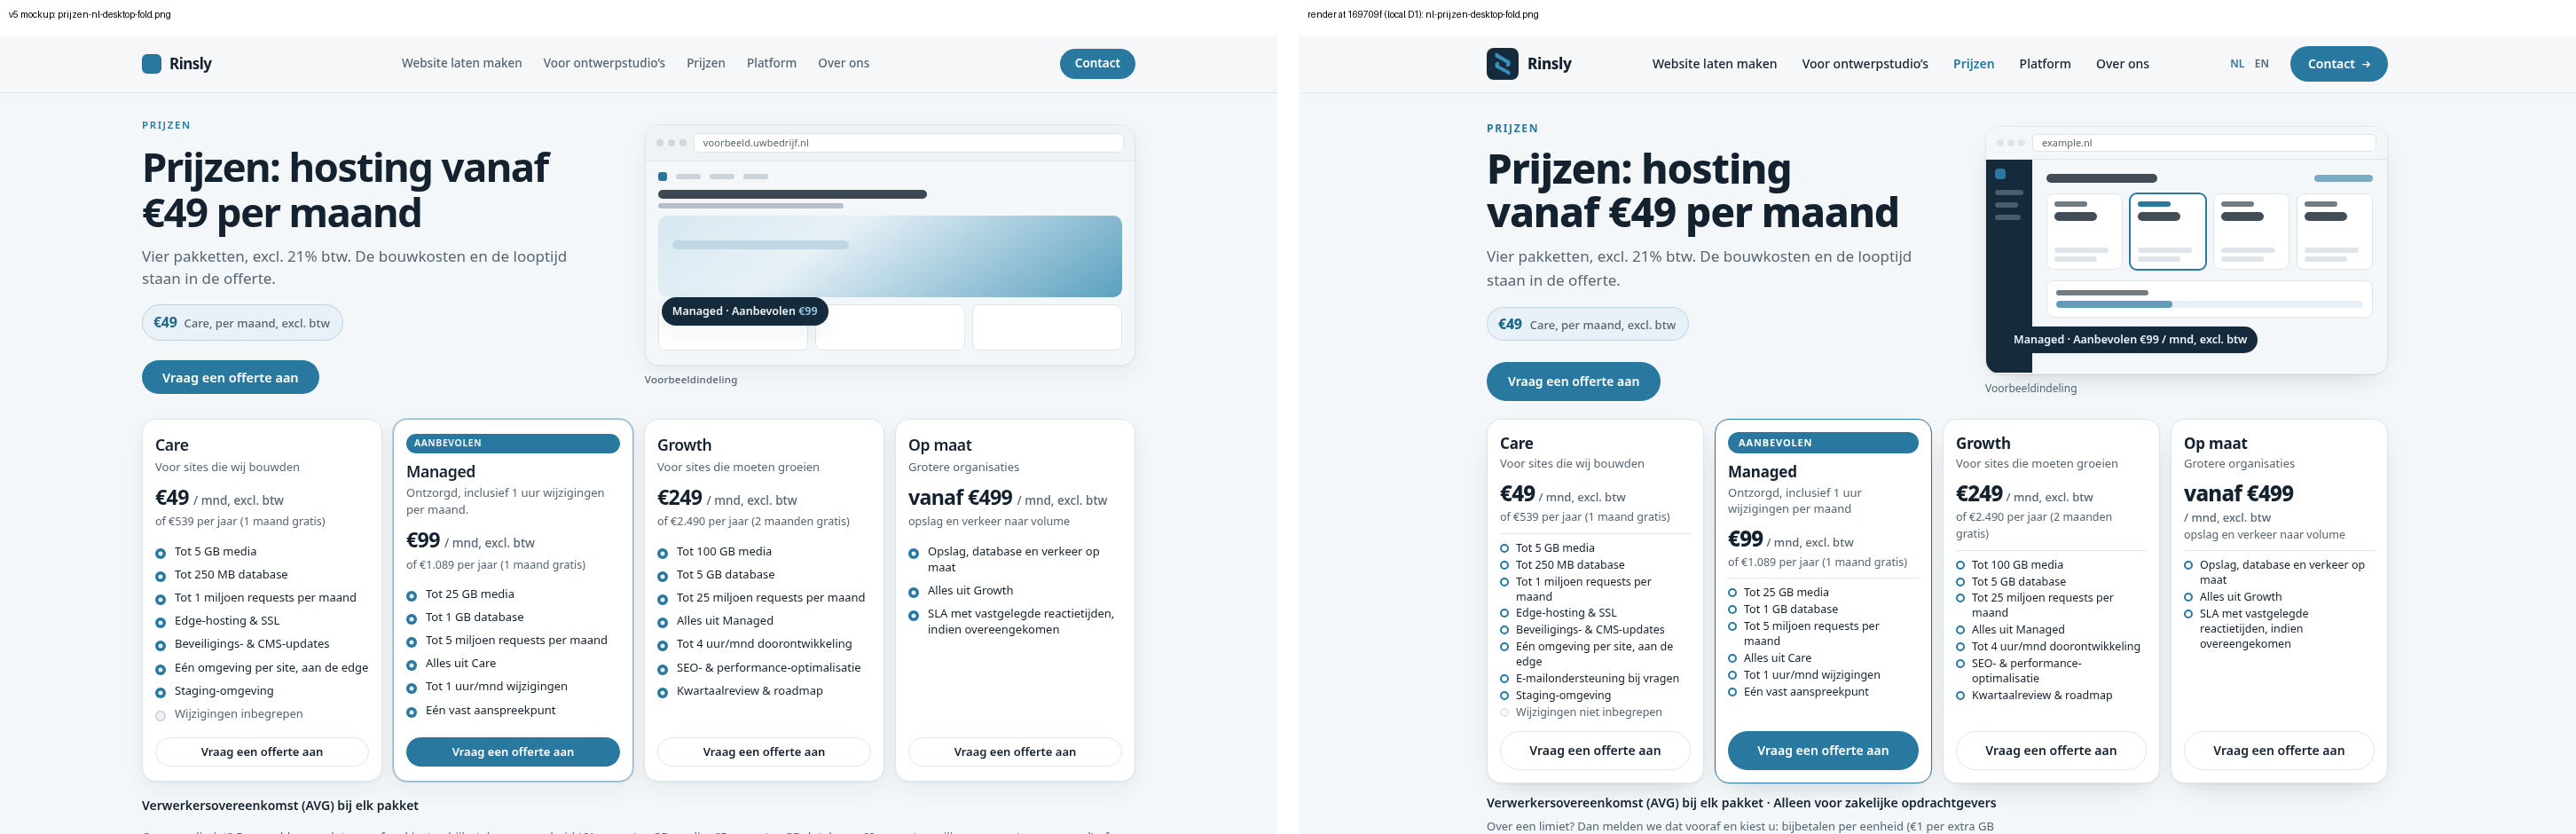 v5 mockup: prijzen-nl-desktop-fold.png
Rinsly
Website laten maken
Voor ontwerpstudio's
Prijzen
Platform
Over ons
Contact
PRIJZEN
Prijzen: hosting vanaf
€49 per maand
Vier pakketten, excl. 21% btw. De bouwkosten en de looptijd
staan in de offerte.
€49 Care, per maand, excl. btw
Vraag een offerte aan
voorbeeld.uwbedrijf.nl
Managed · Aanbevolen €99
Voorbeeldindeling
Care
Voor sites die wij bouwden
€49 / mnd, excl. btw
of €539 per jaar (1 maand gratis)
Tot 5 GB media
Tot 250 MB database
Tot 1 miljoen requests per maand
Edge-hosting & SSL
Beveiligings- & CMS-updates
Eén omgeving per site, aan de edge
Staging-omgeving
Wijzigingen inbegrepen
Vraag een offerte aan
AANBEVOLEN
Managed
Ontzorgd, inclusief 1 uur wijzigingen
per maand.
€99 / mnd, excl. btw
of €1.089 per jaar (1 maand gratis)
Tot 25 GB media
Tot 1 GB database
Tot 5 miljoen requests per maand
Alles uit Care
Tot 1 uur/mnd wijzigingen
Eén vast aanspreekpunt
Vraag een offerte aan
Growth
Voor sites die moeten groeien
€249 / mnd, excl. btw
of €2.490 per jaar (2 maanden gratis)
Tot 100 GB media
Tot 5 GB database
Tot 25 miljoen requests per maand
Alles uit Managed
Tot 4 uur/mnd doorontwikkeling
SEO- & performance-optimalisatie
Kwartaalreview & roadmap
Vraag een offerte aan
Op maat
Grotere organisaties
vanaf €499 / mnd, excl. btw
opslag en verkeer naar volume
Opslag, database en verkeer op
maat
Alles uit Growth
SLA met vastgelegde reactietijden,
indien overeengekomen
Vraag een offerte aan
Verwerkersovereenkomst (AVG) bij elk pakket
render at 169709f (local D1): nl-prijzen-desktop-fold.png
Rinsly
Website laten maken
Voor ontwerpstudio's
Prijzen
Platform
Over ons
NL · EN
Contact →
PRIJZEN
Prijzen: hosting
vanaf €49 per maand
Vier pakketten, excl. 21% btw. De bouwkosten en de looptijd
staan in de offerte.
€49 Care, per maand, excl. btw
Vraag een offerte aan
example.nl
Managed · Aanbevolen €99 / mnd, excl. btw
Voorbeeldindeling
Care
Voor sites die wij bouwden
€49 / mnd, excl. btw
of €539 per jaar (1 maand gratis)
Tot 5 GB media
Tot 250 MB database
Tot 1 miljoen requests per
maand
Edge-hosting & SSL
Beveiligings- & CMS-updates
Eén omgeving per site, aan de
edge
E-mailondersteuning bij vragen
Staging-omgeving
Wijzigingen niet inbegrepen
Vraag een offerte aan
AANBEVOLEN
Managed
Ontzorgd, inclusief 1 uur
wijzigingen per maand
€99 / mnd, excl. btw
of €1.089 per jaar (1 maand gratis)
Tot 25 GB media
Tot 1 GB database
Tot 5 miljoen requests per
maand
Alles uit Care
Tot 1 uur/mnd wijzigingen
Eén vast aanspreekpunt
Vraag een offerte aan
Growth
Voor sites die moeten groeien
€249 / mnd, excl. btw
of €2.490 per jaar (2 maanden
gratis)
Tot 100 GB media
Tot 5 GB database
Tot 25 miljoen requests per
maand
Alles uit Managed
Tot 4 uur/mnd doorontwikkeling
SEO- & performance-
optimalisatie
Kwartaalreview & roadmap
Vraag een offerte aan
Op maat
Grotere organisaties
vanaf €499
/ mnd, excl. btw
opslag en verkeer naar volume
Opslag, database en verkeer op
maat
Alles uit Growth
SLA met vastgelegde
reactietijden, indien
overeengekomen
Vraag een offerte aan
Verwerkersovereenkomst (AVG) bij elk pakket · Alleen voor zakelijke opdrachtgevers
Over een limiet? Dan melden we dat vooraf en kiest u: bijbetalen per eenheid (€1 per extra GB